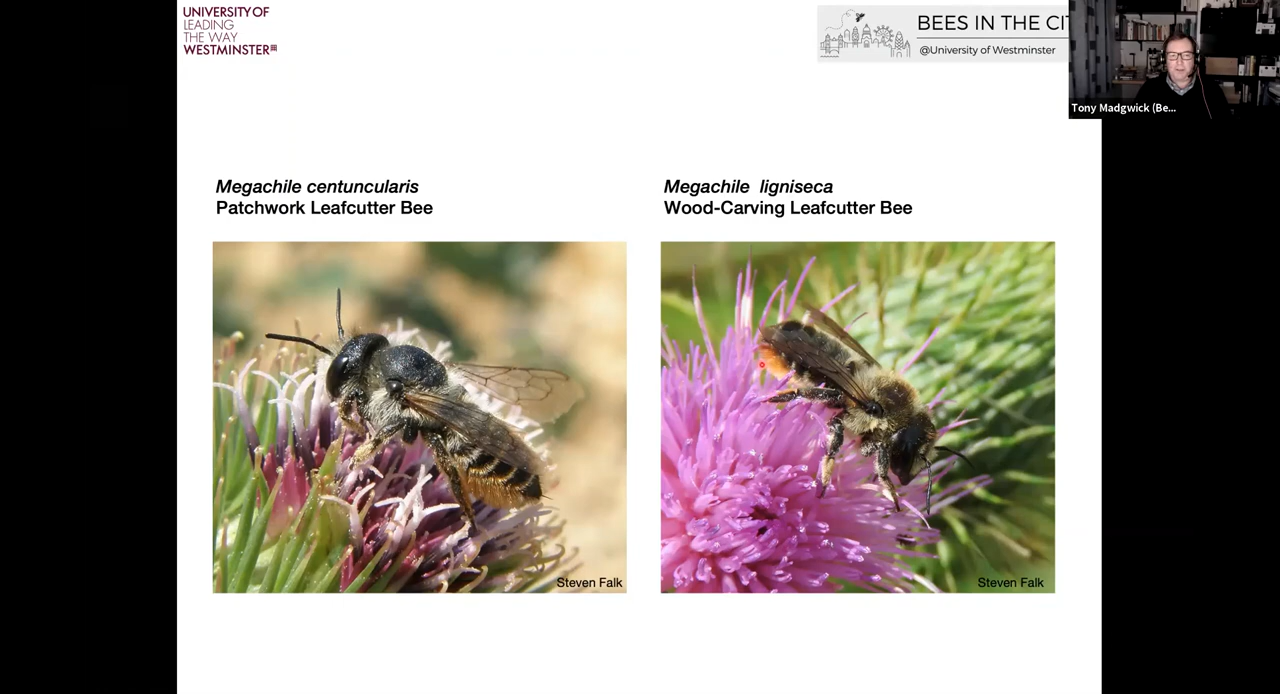 UNIVERSITY OF
LEADING
THE WAY
WESTMINSTER
BEES IN THE CIT
@University of Westminster
Tony Madgwick (Be...
Megachile centuncularis
Patchwork Leafcutter Bee
Megachile ligniseca
Wood-Carving Leafcutter Bee
Steven Falk
Steven Falk